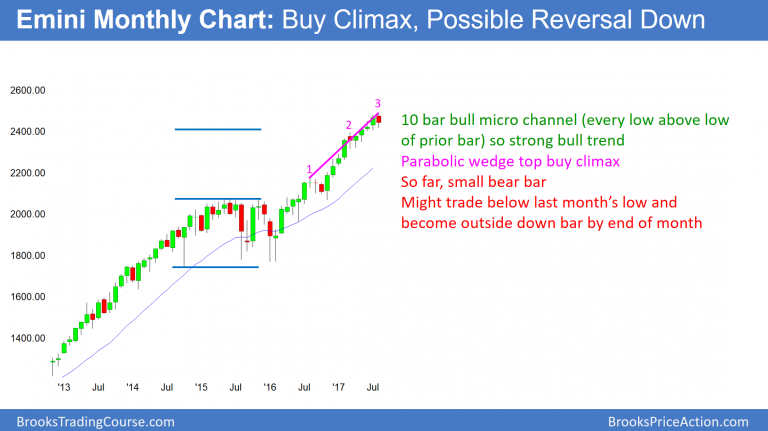 Emini Monthly Chart: Buy Climax, Possible Reversal Down
2600.00
2400.00
2200.00
2000.00
1800.00
1600.00
1400.00
1
2
3
10 bar bull micro channel (every low above low
of prior bar) so strong bull trend
Parabolic wedge top buy climax
So far, small bear bar
Might trade below last month's low and
become outside down bar by end of month
'13 Jul '14 Jul '15 Jul '16 Jul '17 Jul
BrooksTradingCourse.com BrooksPriceAction.com